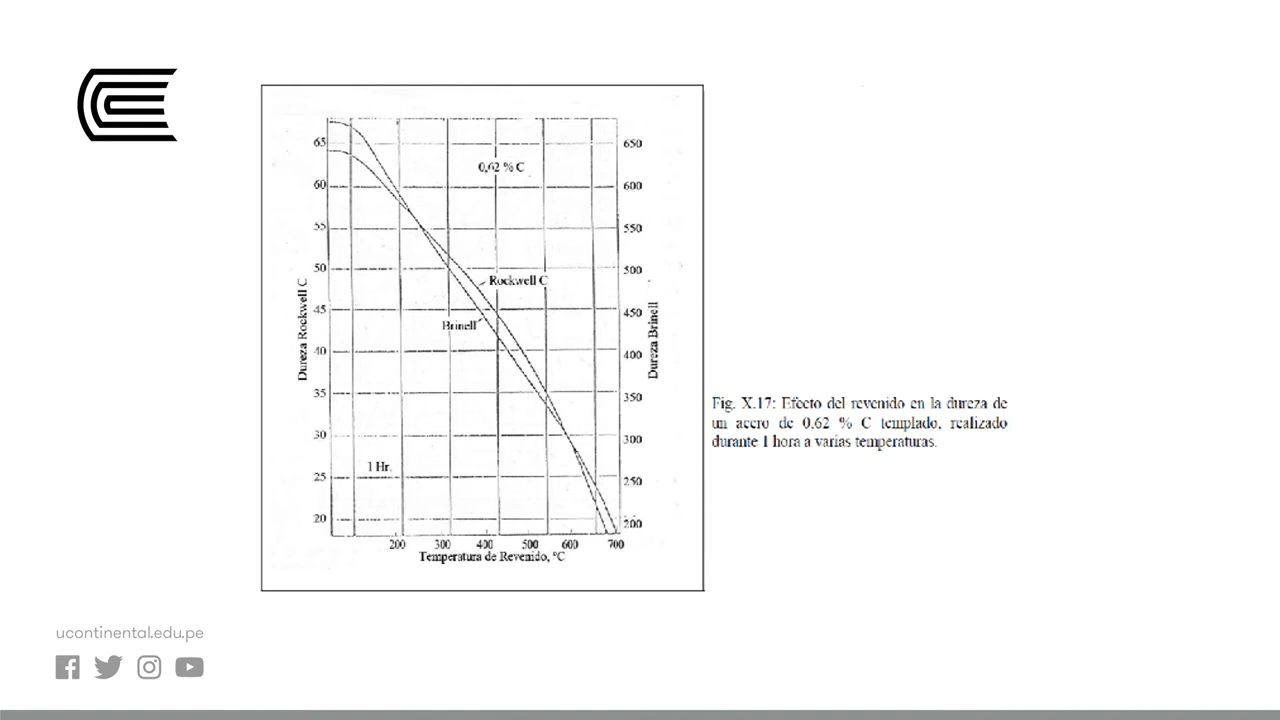 65
60
55
50
45
40
35
30
25
20
Dureza Rockwell C
0,62 % C
Rockwell C
Brinell
1 Hr.
650
600
550
500
450
400
350
300
250
200
Dureza Brinell
200 300 400 500 600 700
Temperatura de Revenido, ºC
Fig. X.17: Efecto del revenido en la dureza de
un acero de 0,62 % C templado, realizado
durante 1 hora a varias temperaturas.
ucontinental.edu.pe